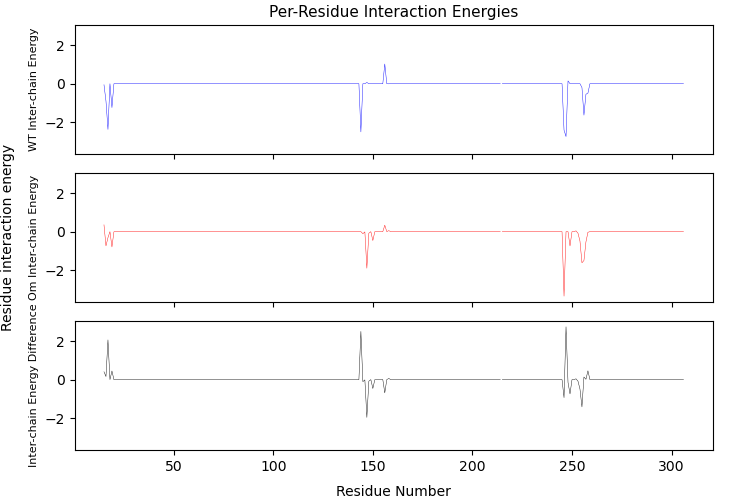 Per-Residue Interaction Energies
Residue interaction energy
WT Inter-chain Energy
2
0
−2
Om Inter-chain Energy
2
0
−2
Inter-chain Energy Difference
2
0
−2
50
100
150
200
250
300
Residue Number